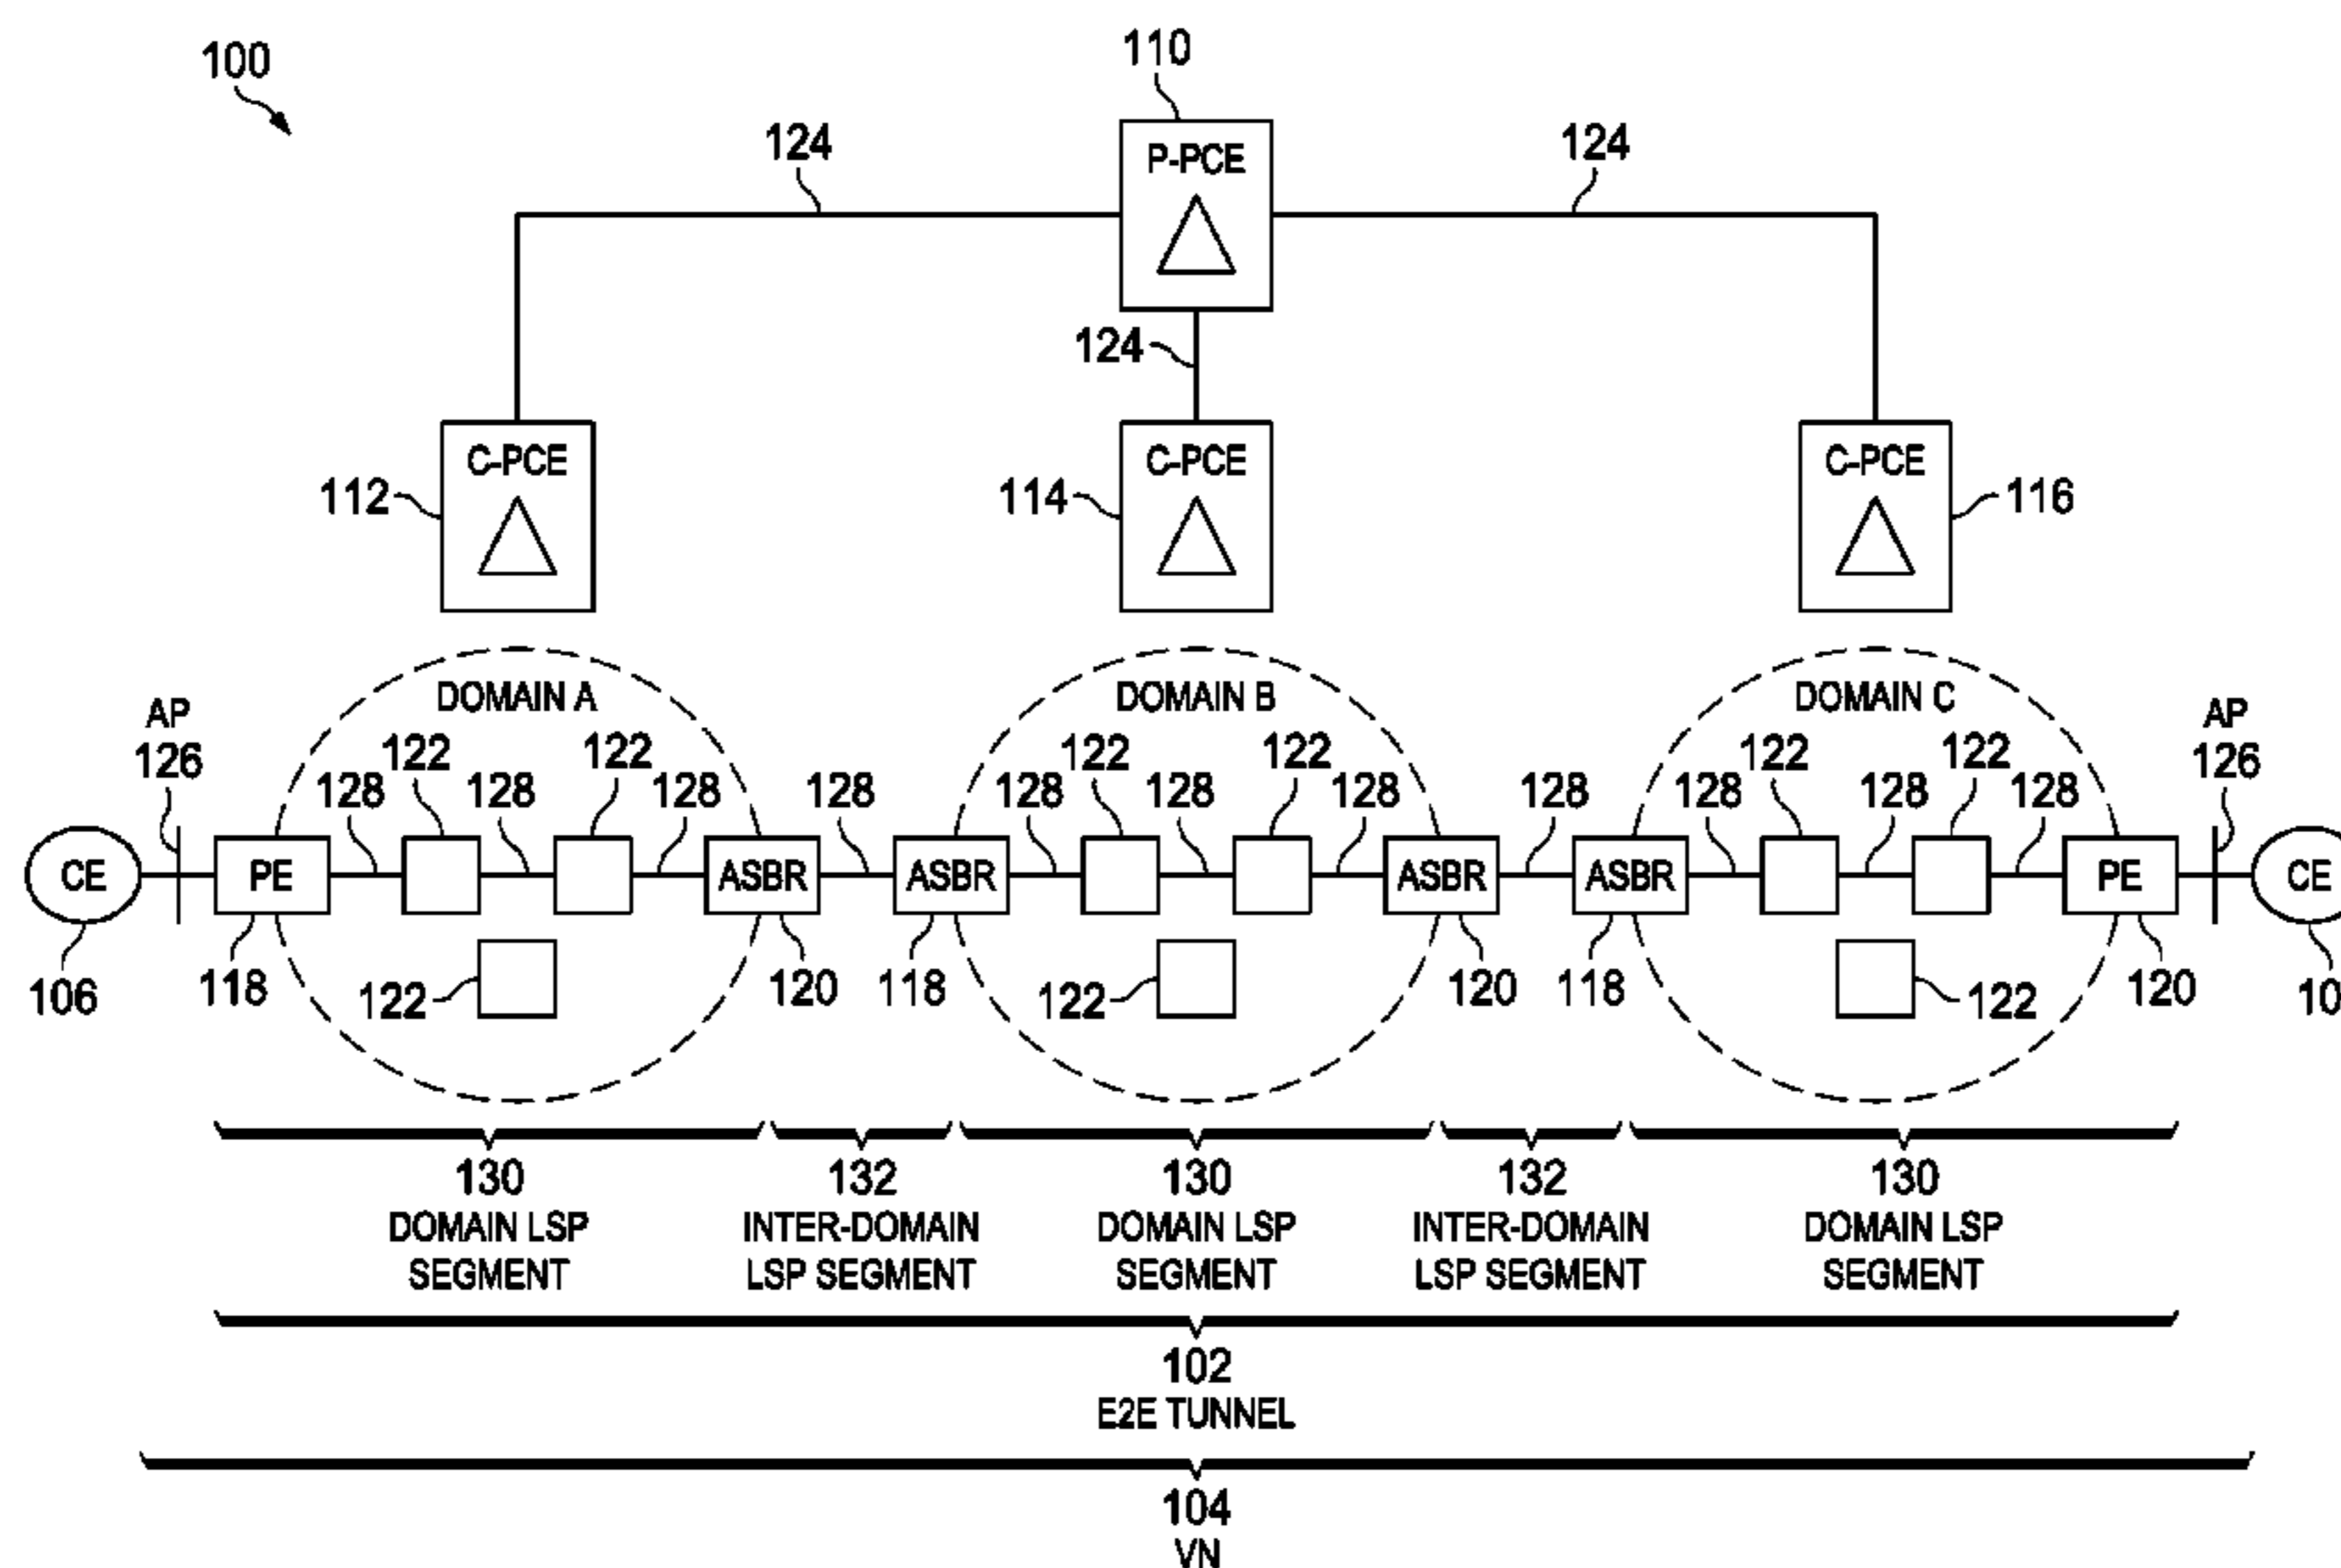 100
110
124
124
P-PCE
124
C-PCE
C-PCE
C-PCE
112
114
116
DOMAIN A
DOMAIN B
DOMAIN C
AP
126
AP
126
122
122
122
122
122
122
128
128
128
128
128
128
128
128
128
128
128
CE
PE
ASBR
ASBR
ASBR
ASBR
PE
CE
106
118
122
120
118
122
120
118
122
120
10
130
132
130
132
130
DOMAIN LSP
SEGMENT
INTER-DOMAIN
LSP SEGMENT
DOMAIN LSP
SEGMENT
INTER-DOMAIN
LSP SEGMENT
DOMAIN LSP
SEGMENT
102
E2E TUNNEL
104
VN